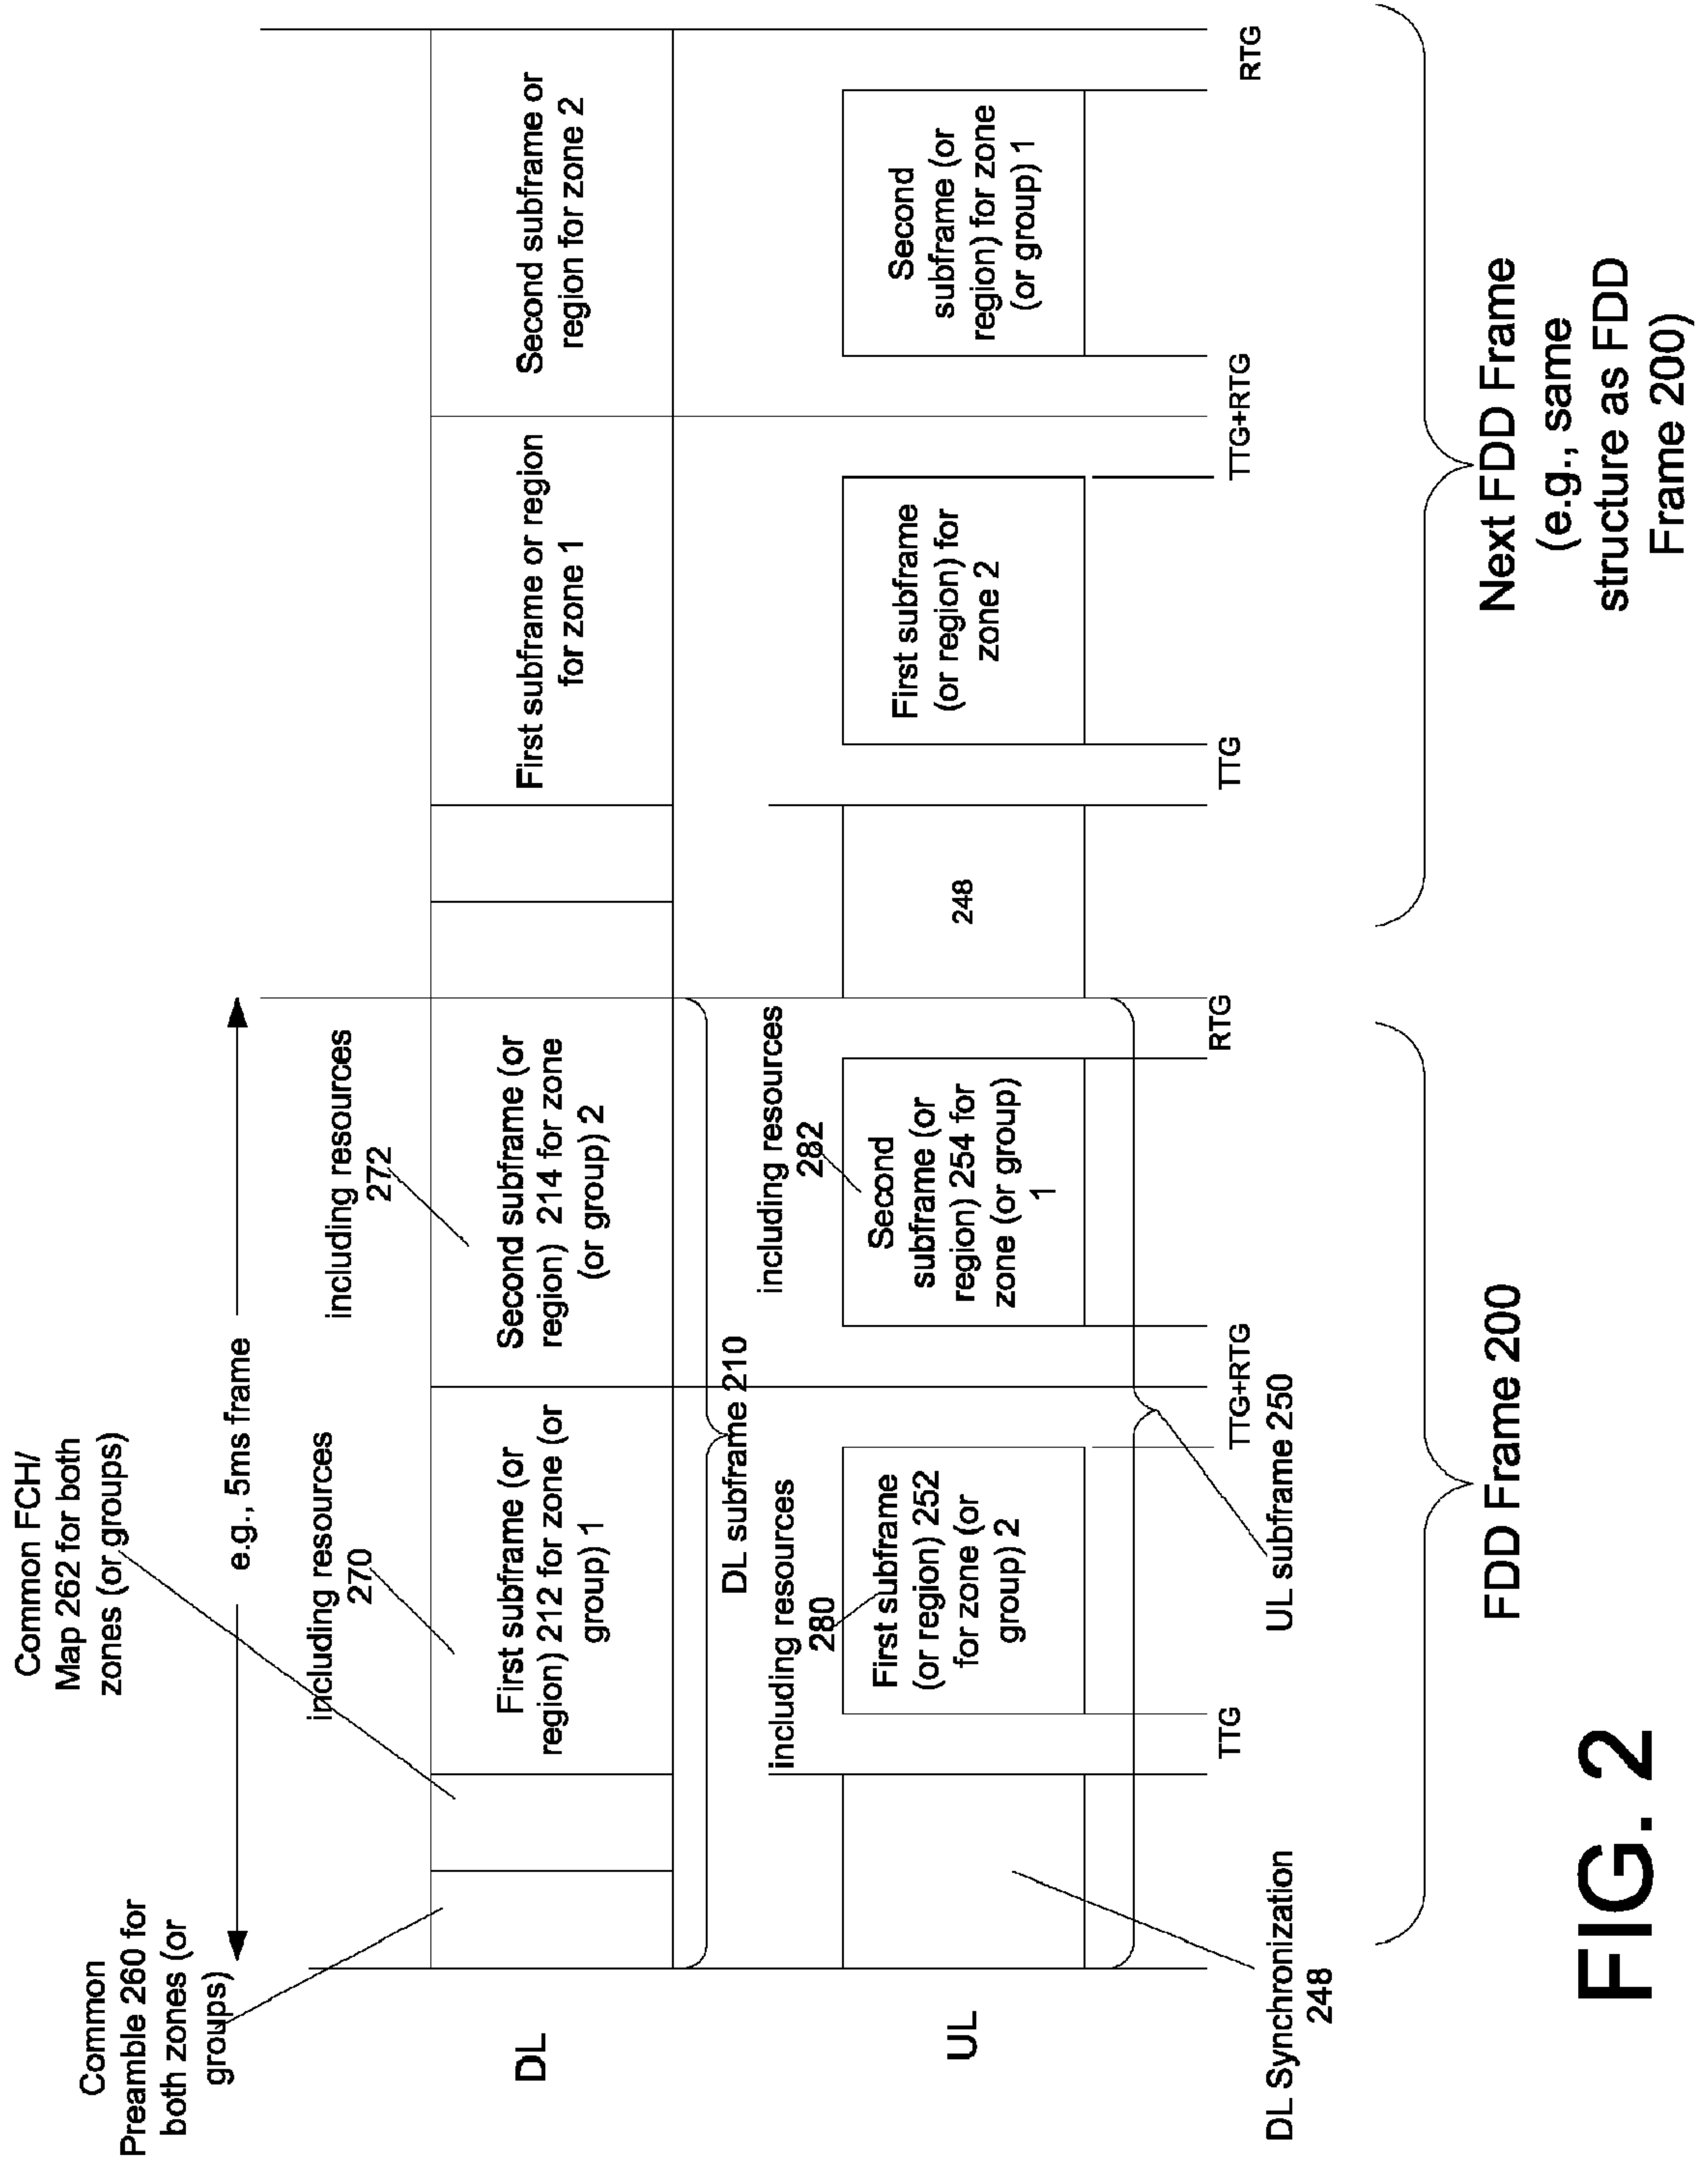 Common FCH/
Map 262 for both
zones (or groups)
Common
Preamble 260 for
both zones (or
groups)
e.g., 5ms frame
including resources
270
including resources
272
DL
First subframe (or
region) 212 for zone (or
group) 1
Second subframe (or
region) 214 for zone
(or group) 2
First subframe or region
for zone 1
Second subframe or
region for zone 2
DL subframe 210
including resources
280
including resources
282
UL
First subframe
(or region) 252
for zone (or
group) 2
Second
subframe (or
region) 254 for
zone (or group)
1
248
First subframe
(or region) for
zone 2
Second
subframe (or
region) for zone
(or group) 1
TTG
TTG+RTG
RTG
TTG
TTG+RTG
RTG
DL Synchronization
248
UL subframe 250
FDD Frame 200
Next FDD Frame
(e.g., same
structure as FDD
Frame 200)
FIG. 2